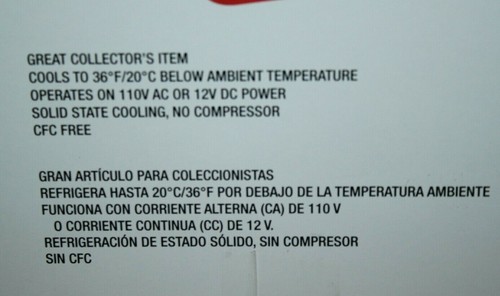 GREAT COLLECTOR'S ITEM
COOLS TO 36°F/20°C BELOW AMBIENT TEMPERATURE
OPERATES ON 110V AC OR 12V DC POWER
SOLID STATE COOLING, NO COMPRESSOR
CFC FREE
GRAN ARTÍCULO PARA COLECCIONISTAS
REFRIGERA HASTA 20°C/36°F POR DEBAJO DE LA TEMPERATURA AMBIENTE
FUNCIONA CON CORRIENTE ALTERNA (CA) DE 110 V
O CORRIENTE CONTINUA (CC) DE 12 V.
REFRIGERACIÓN DE ESTADO SÓLIDO, SIN COMPRESOR
SIN CFC